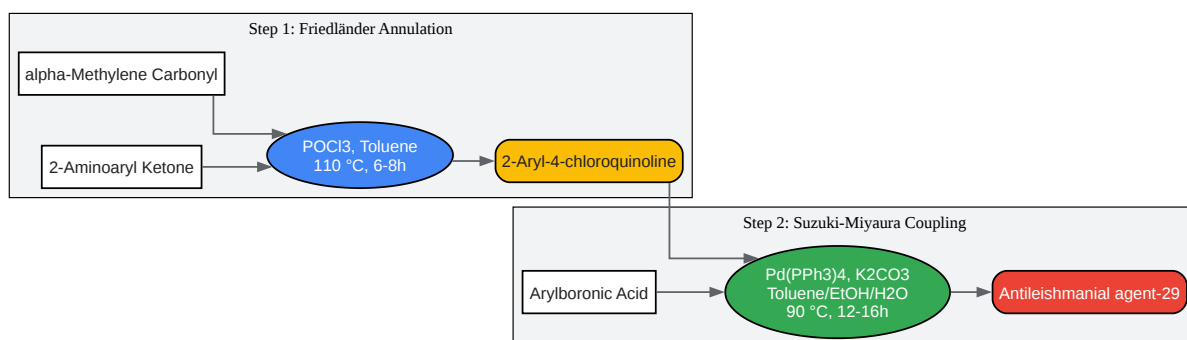 Step 1: Friedländer Annulation
alpha-Methylene Carbonyl
2-Aminoaryl Ketone
POCl3, Toluene
110 °C, 6-8h
2-Aryl-4-chloroquinoline
Step 2: Suzuki-Miyaura Coupling
Arylboronic Acid
Pd(PPh3)4, K2CO3
Toluene/EtOH/H2O
90 °C, 12-16h
Antileishmanial agent-29